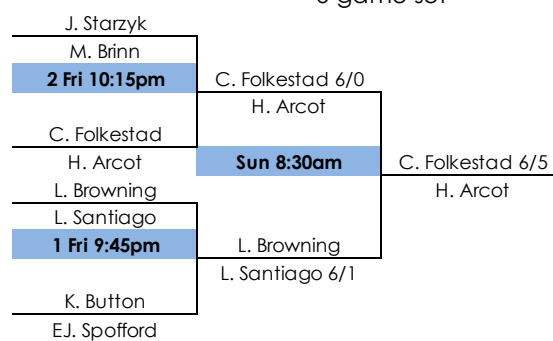 J. Starzyk
M. Brinn
2 Fri 10:15pm
C. Folkestad 6/0
H. Arcot
C. Folkestad
H. Arcot
Sun 8:30am
C. Folkestad 6/5
H. Arcot
L. Browning
L. Santiago
1 Fri 9:45pm
L. Browning
L. Santiago 6/1
K. Button
EJ. Spofford